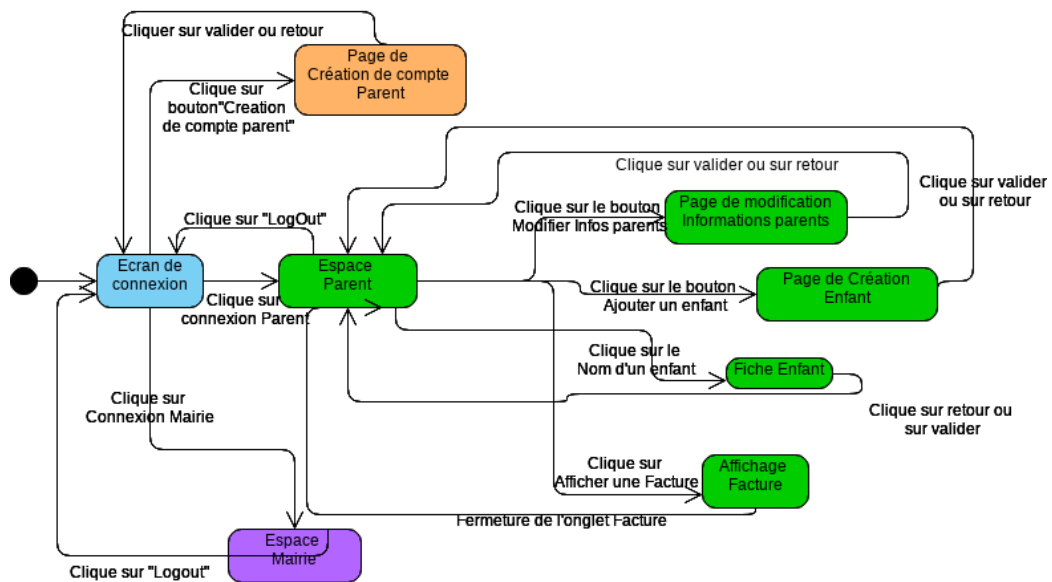 Cliquer sur valider ou retour
Page de
Création de compte
Parent
Clique sur
bouton"Creation
de compte parent"
Clique sur valider ou sur retour
Clique sur valider
ou sur retour
Clique sur le bouton
Modifier Infos parents
Page de modification
Informations parents
Clique sur "LogOut"
Ecran de
connexion
Espace
Parent
Clique sur
connexion Parent
Clique sur le bouton
Ajouter un enfant
Page de Création
Enfant
Clique sur le
Nom d'un enfant
Fiche Enfant
Clique sur retour ou
sur valider
Clique sur
Connexion Mairie
Clique sur
Afficher une Facture
Affichage
Facture
Fermeture de l'onglet Facture
Espace
Mairie
Clique sur "Logout"